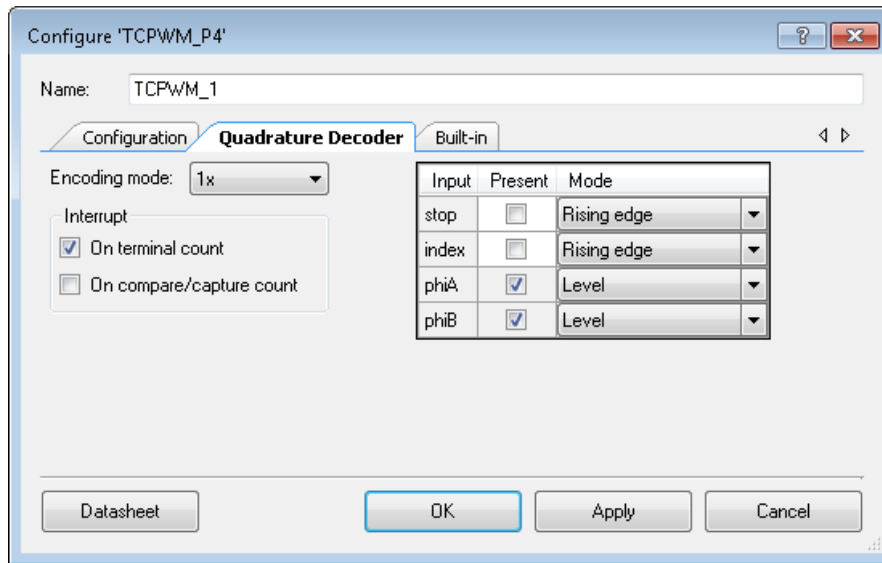 Configure 'TCPWM_P4'
Name: TCPWM_1
Configuration Quadrature Decoder Built-in
Encoding mode: 1x
Interrupt
On terminal count
On compare/capture count
Input Present Mode
stop Rising edge
index Rising edge
phiA Level
phiB Level
Datasheet OK Apply Cancel